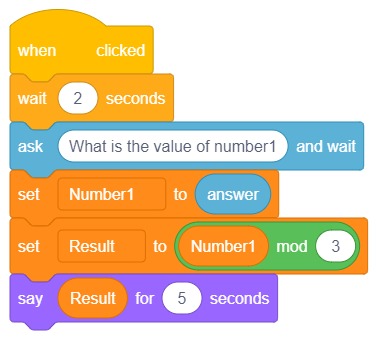 when clicked
wait 2 seconds
ask What is the value of number1 and wait
set Number1 to answer
set Result to Number1 mod 3
say Result for 5 seconds